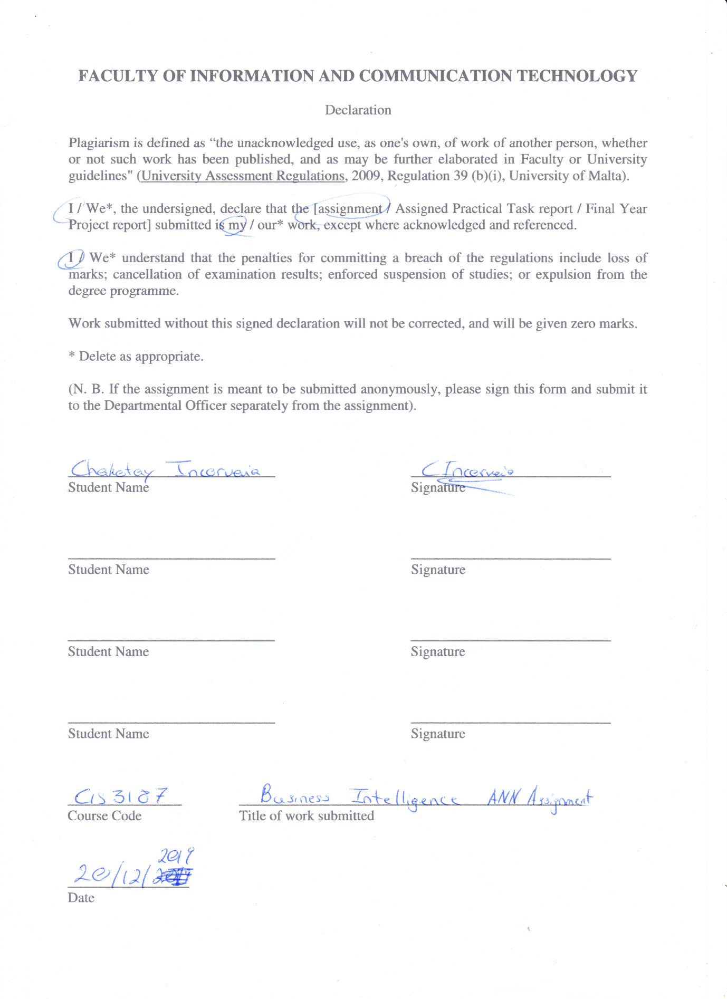 FACULTY OF INFORMATION AND COMMUNICATION TECHNOLOGY
Declaration
Plagiarism is defined as “the unacknowledged use, as one's own, of work of another person, whether
or not such work has been published, and as may be further elaborated in Faculty or University
guidelines" (University Assessment Regulations, 2009, Regulation 39 (b)(i), University of Malta).
I / We*, the undersigned, declare that the [assignment / Assigned Practical Task report / Final Year
Project report] submitted is my / our* work, except where acknowledged and referenced.
I / We* understand that the penalties for committing a breach of the regulations include loss of
marks; cancellation of examination results; enforced suspension of studies; or expulsion from the
degree programme.
Work submitted without this signed declaration will not be corrected, and will be given zero marks.
* Delete as appropriate.
(N. B. If the assignment is meant to be submitted anonymously, please sign this form and submit it
to the Departmental Officer separately from the assignment).
Chakotay Incorvaia C Incorvaia
Student Name Signature
Student Name Signature
Student Name Signature
Student Name Signature
CIS 3187 Business Intelligence ANN Assignment
Course Code Title of work submitted
2019
20/12/
Date